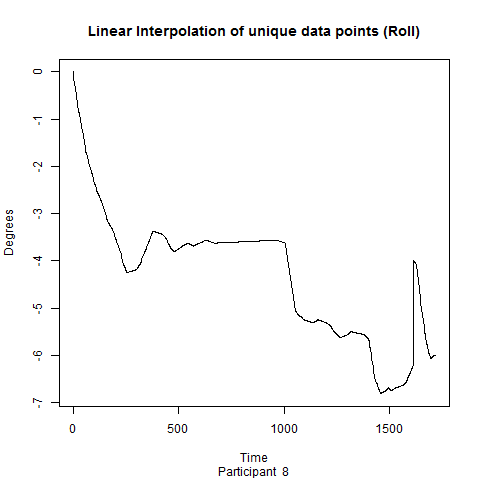 Linear Interpolation of unique data points (Roll)
Degrees
0
-1
-2
-3
-4
-5
-6
-7
0 500 1000 1500
Time
Participant 8